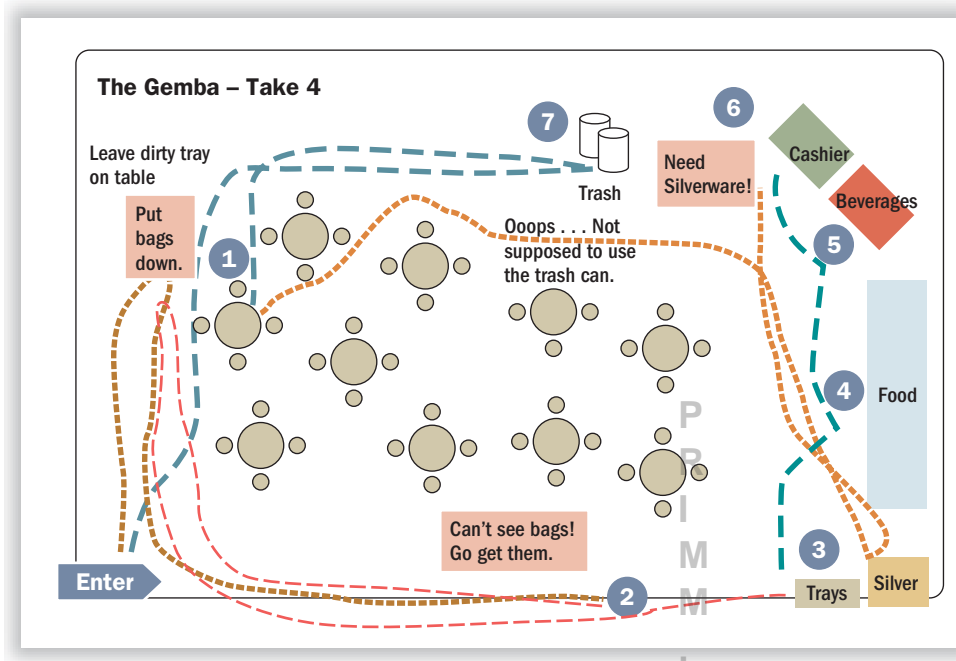 The Gemba – Take 4
7
6
Leave dirty tray
on table
Trash
Need
Silverware!
Cashier
Beverages
Put
bags
down.
1
Ooops . . . Not
supposed to use
the trash can.
5
4
Food
Can't see bags!
Go get them.
3
Enter
2
Trays
Silver
P
R
I
M
M